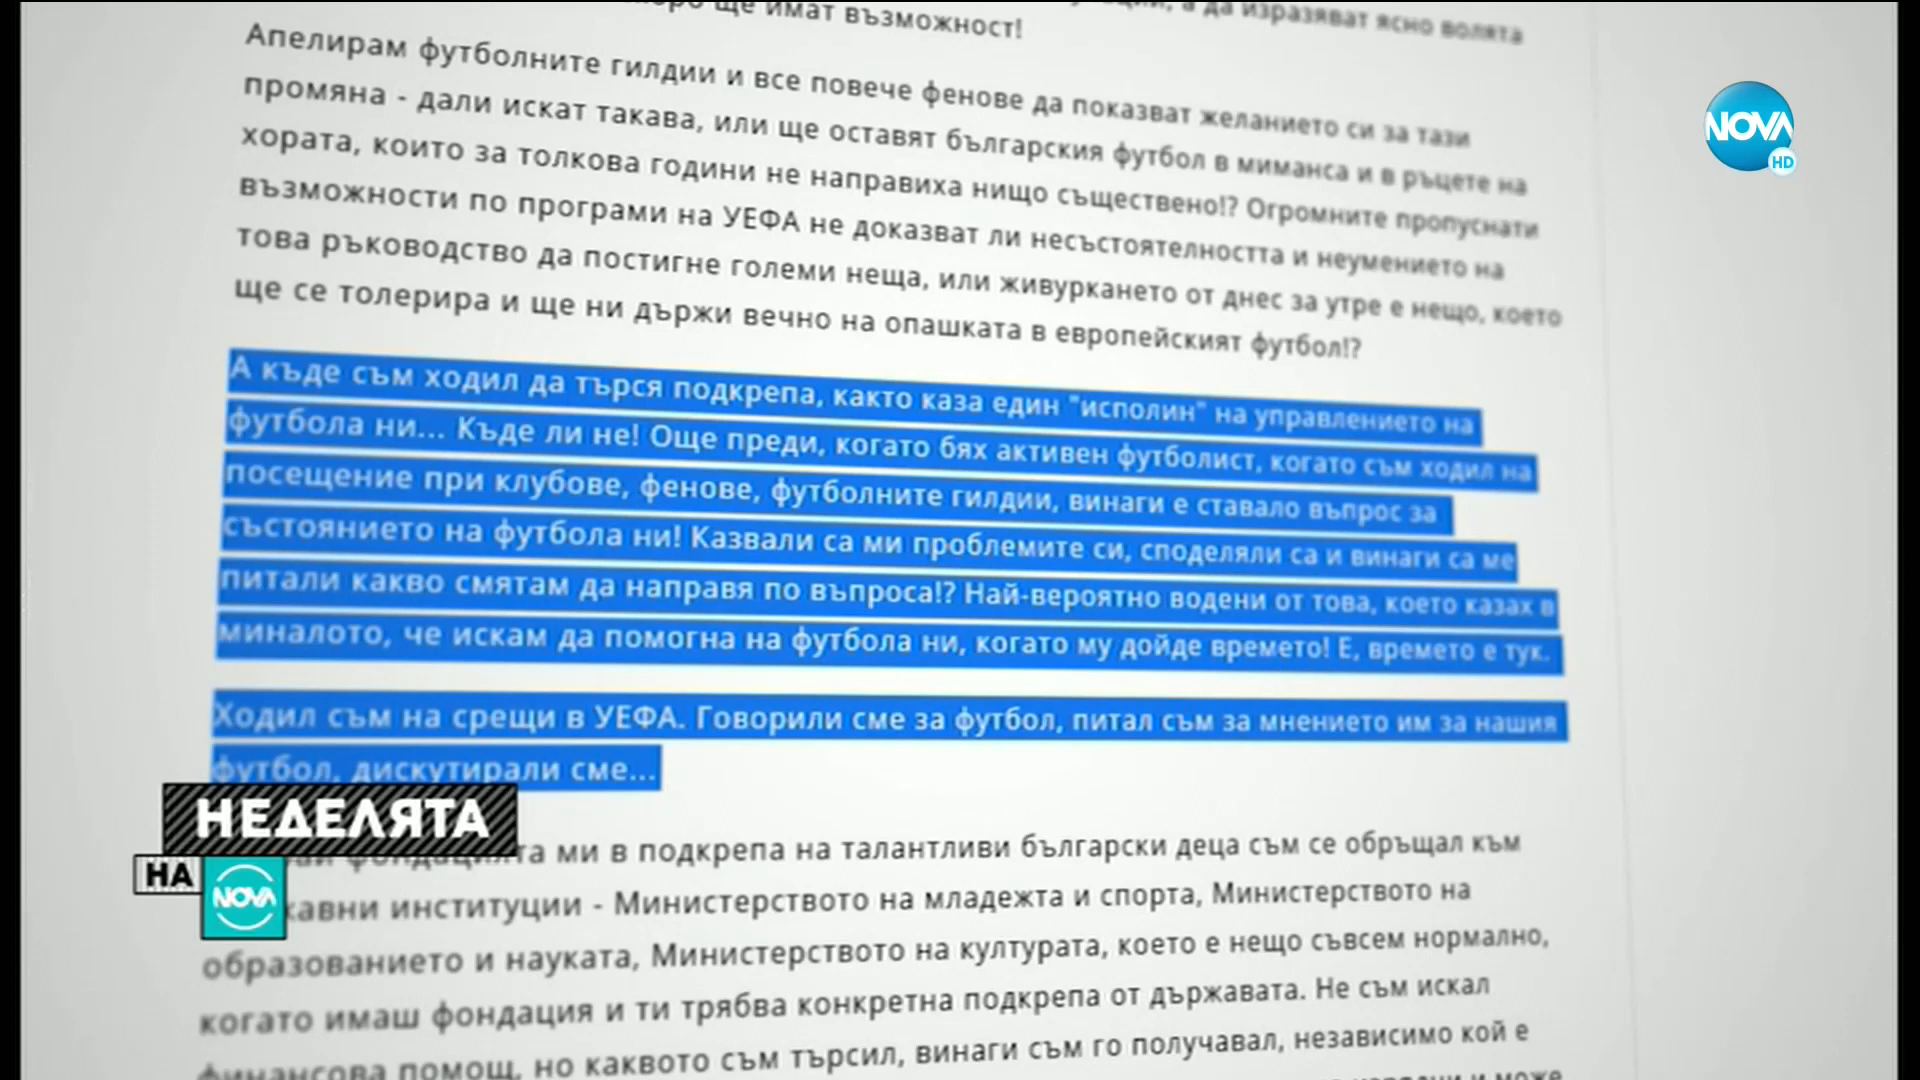 ще имат възможност!
а да изразяват ясно волята
Апелирам футболните гилдии и все повече фенове да показват желанието си за тази
промяна - дали искат такава, или ще оставят българския футбол в миманса и в ръцете на
хората, които за толкова години не направиха нищо съществено!? Огромните пропуснати
възможности по програми на УЕФА не доказват ли несъстоятелността и неумението на
това ръководство да постигне големи неща, или живуркането от днес за утре е нещо, което
ще се толерира и ще ни държи вечно на опашката в европейският футбол!?
А къде съм ходил да търся подкрепа, както каза един "исполин" на управлението на
футбола ни... Къде ли не! Още преди, когато бях активен футболист, когато съм ходил на
посещение при клубове, фенове, футболните гилдии, винаги е ставало въпрос за
състоянието на футбола ни! Казвали са ми проблемите си, споделяли са и винаги са ме
питали какво смятам да направя по въпроса!? Най-вероятно водени от това, което казах в
миналото, че искам да помогна на футбола ни, когато му дойде времето! Е, времето е тук.
Ходил съм на срещи в УЕФА. Говорили сме за футбол, питал съм за мнението им за нашия
футбол, дискутирали сме...
ми в подкрепа на талантливи български деца съм се обръщал към
институции - Министерството на младежта и спорта, Министерството на
образованието и науката, Министерството на културата, което е нещо съвсем нормално,
когато имаш фондация и ти трябва конкретна подкрепа от държавата. Не съм искал
финансова помощ, но каквото съм търсил, винаги съм го получавал, независимо кой е
и може
NOVA
HD
НЕДЕЛЯТА
НА
NOVA